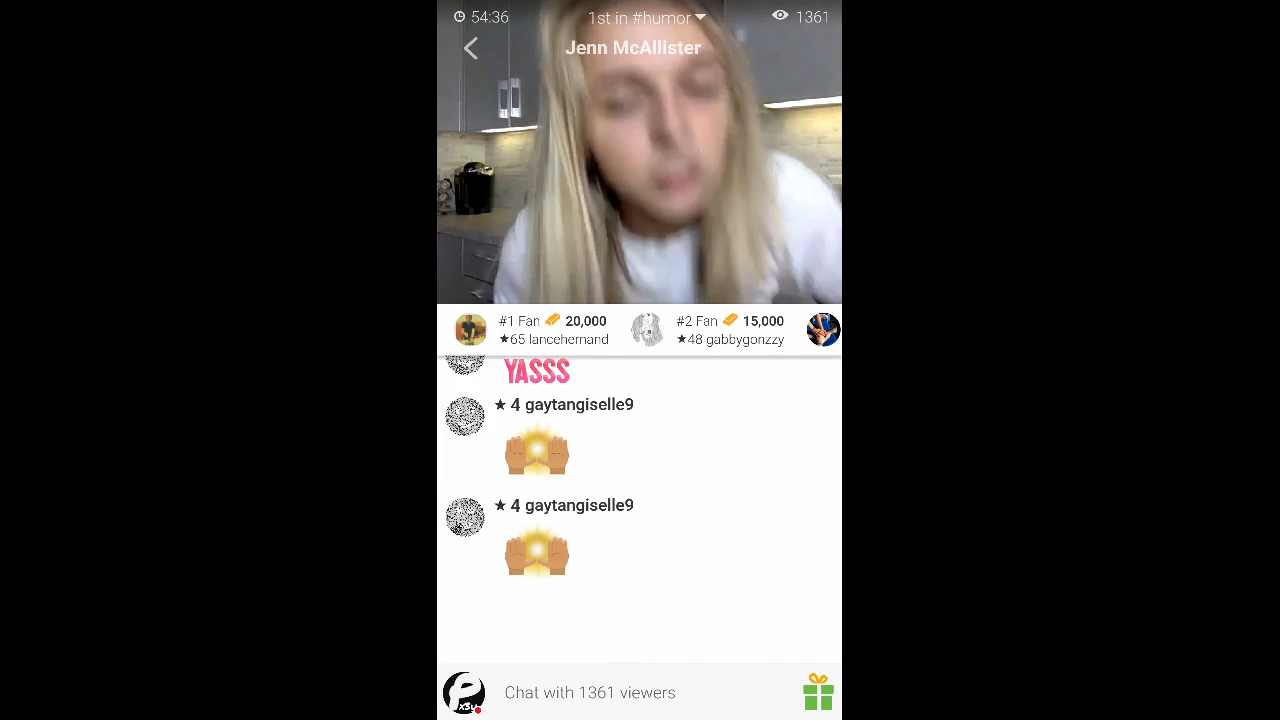 54:36
1st in #humor
1361
Jenn McAllister
#1 Fan 20,000
★65 lancehernand
#2 Fan 15,000
★48 gabbygonzzy
YASSS
★ 4 gaytangiselle9
★ 4 gaytangiselle9
Chat with 1361 viewers